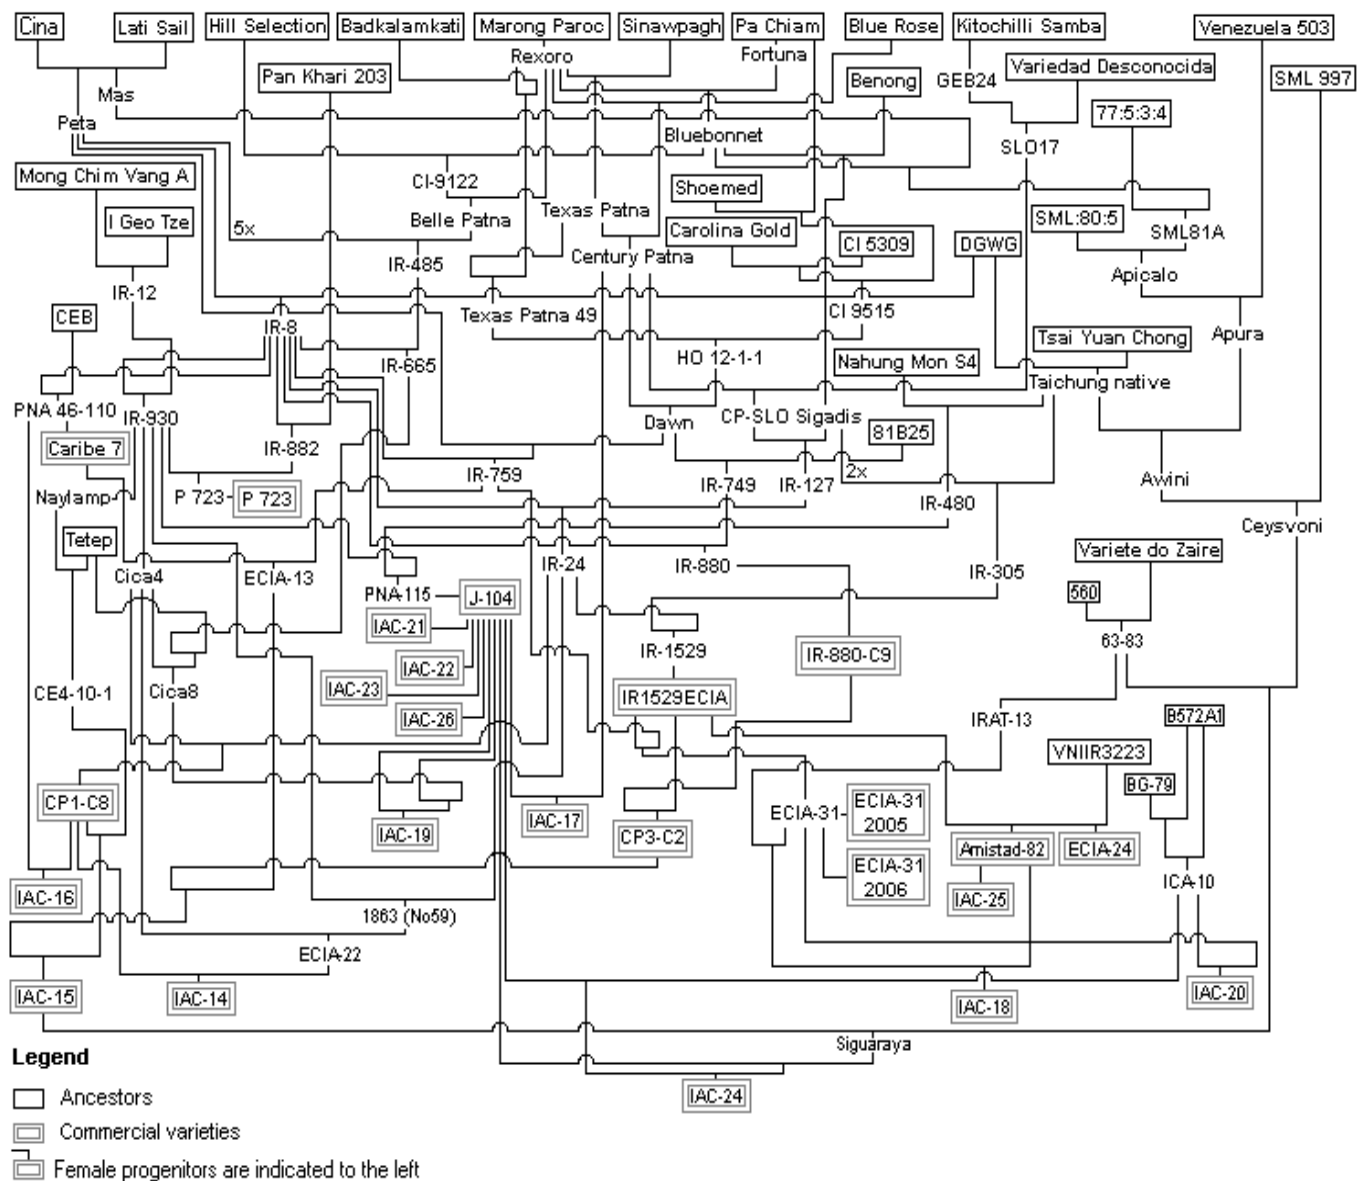 Cina
Lati Sail
Hill Selection
Badkalamkati
Marong Paroc
Sinawpagh
Pa Chiam
Blue Rose
Kitochilli Samba
Venezuela 503
Rexoro
Fortuna
Pan Khari 203
Variedad Desconocida
SML 997
Benong
GEB24
Mas
77:5:3:4
Peta
Bluebonnet
SLO17
Mong Chim Vang A
CI-9122
Shoemed
I Geo Tze
5x
Belle Patna
Texas Patna
Carolina Gold
CI 5309
DGWG
SML:80:5
SML81A
IR-485
Century Patna
Apicalo
IR-12
CEB
IR-8
Texas Patna 49
CI 9515
Tsai Yuan Chong
Apura
IR-665
HO 12-1-1
Nahung Mon S4
Taichung native
PNA 46-110
IR-930
Dawn
CP-SLO Sigadis
81B25
Caribe 7
IR-882
IR-759
2x
Awini
Naylamp
P 723
P 723
IR-749
IR-127
IR-480
Ceysvoni
Tetep
Variete do Zaire
Cica4
ECIA-13
IR-24
IR-880
IR-305
PNA-115
J-104
560
IAC-21
IR-1529
IR-880-C9
63-83
IAC-22
CE4-10-1
Cica8
IAC-23
IR1529ECIA
IAC-26
IRAT-13
B572A1
VNIIR3223
BG-79
CP1-C8
IAC-19
IAC-17
CP3-C2
ECIA-31
ECIA-31
2005
Amistad-82
ECIA-24
ECIA-31
2006
IAC-16
IAC-25
ICA-10
1863 (No59)
ECIA-22
IAC-15
IAC-14
IAC-18
IAC-20
Siguaraya
IAC-24
Legend
Ancestors
Commercial varieties
Female progenitors are indicated to the left